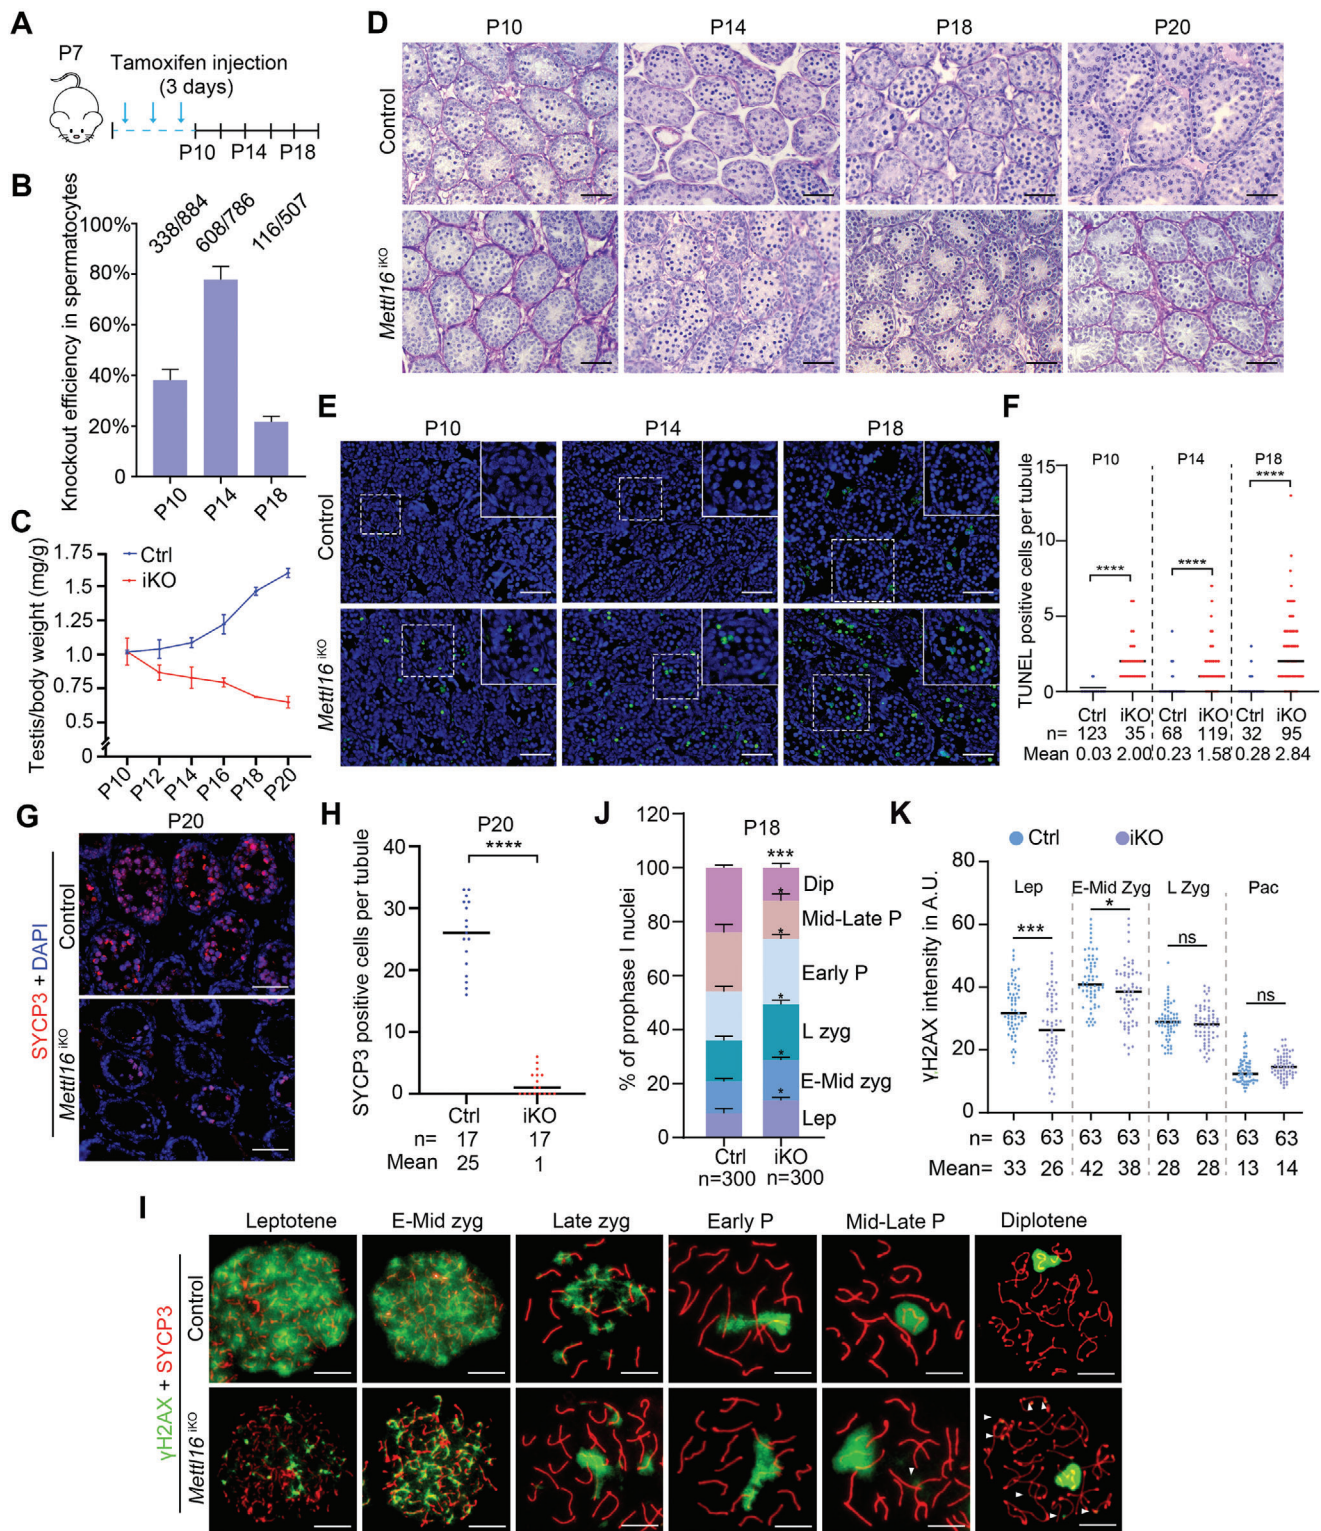 A
P7
Tamoxifen injection
(3 days)
P10 P14 P18
B
Knockout efficiency in spermatocytes
338/884 608/786 116/507
100%
80%
60%
40%
20%
0
P10 P14 P18
C
Testis/body weight (mg/g)
1.75
1.5
1.25
1.0
0.75
0.5
0
Ctrl
iKO
P10 P12 P14 P16 P18 P20
D
P10 P14 P18 P20
Control
Mettl16 iKO
E
P10 P14 P18
Control
Mettl16 iKO
F
TUNEL positive cells per tubule
15
10
5
0
P10 P14 P18
**** **** ****
Ctrl iKO Ctrl iKO Ctrl iKO
n= 123 35 68 119 32 95
Mean 0.03 2.00 0.23 1.58 0.28 2.84
G
P20
SYCP3 + DAPI
Control
Mettl16 iKO
H
P20
SYCP3 positive cells per tubule
40
30
20
10
0
****
Ctrl iKO
n= 17 17
Mean 25 1
J
P18
% of prophase I nuclei
120
100
80
60
40
20
0
***
* Dip
* Mid-Late P
* Early P
* L zyg
* E-Mid zyg
Lep
Ctrl iKO
n=300 n=300
K
Ctrl iKO
γH2AX intensity in A.U.
80
60
40
20
0
Lep E-Mid Zyg L Zyg Pac
*** * ns ns
n= 63 63 63 63 63 63 63 63
Mean= 33 26 42 38 28 28 13 14
I
Leptotene E-Mid zyg Late zyg Early P Mid-Late P Diplotene
γH2AX + SYCP3
Control
Mettl16 iKO